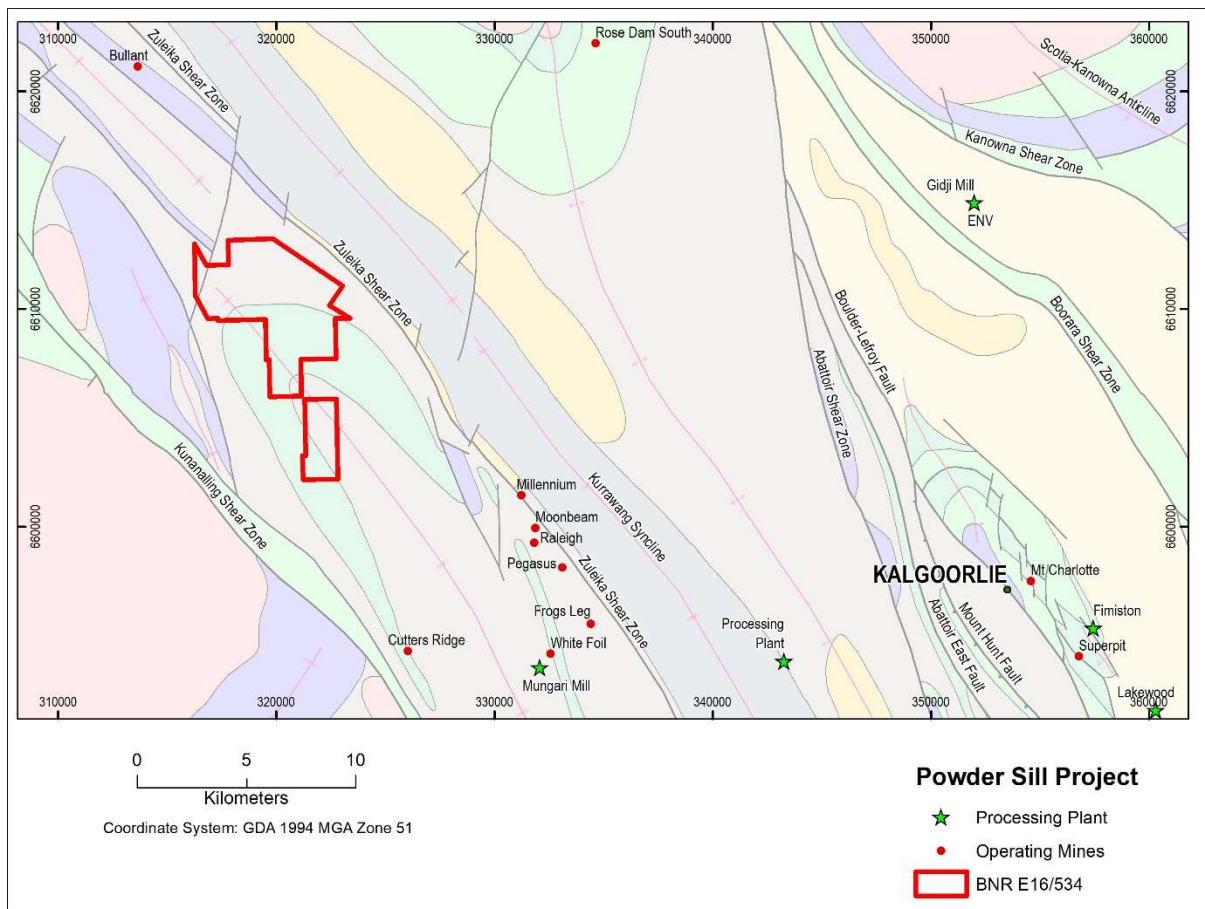 310000
320000
330000
340000
350000
360000
Rose Dam South
Bullant
Zuleika Shear Zone
Scotia-Kanowna Anticline
6620000
6620000
Kanowna Shear Zone
Gidji Mill
ENV
Zuleika Shear Zone
Boulder-Lefroy Fault
Boorara Shear Zone
6610000
6610000
Abattoir Shear Zone
Kunanalling Shear Zone
Millennium
Kurrawang Syncline
Moonbeam
Raleigh
6600000
6600000
Pegasus
Zuleika Shear Zone
KALGOORLIE
Mt Charlotte
Frogs Leg
Fimiston
Cutters Ridge
White Foil
Processing
Plant
Abattoir East Fault
Mount Hunt Fault
Superpit
Mungari Mill
Lakewood
310000
320000
330000
340000
350000
360000
0
5
10
Kilometers
Coordinate System: GDA 1994 MGA Zone 51
Powder Sill Project
Processing Plant
Operating Mines
BNR E16/534